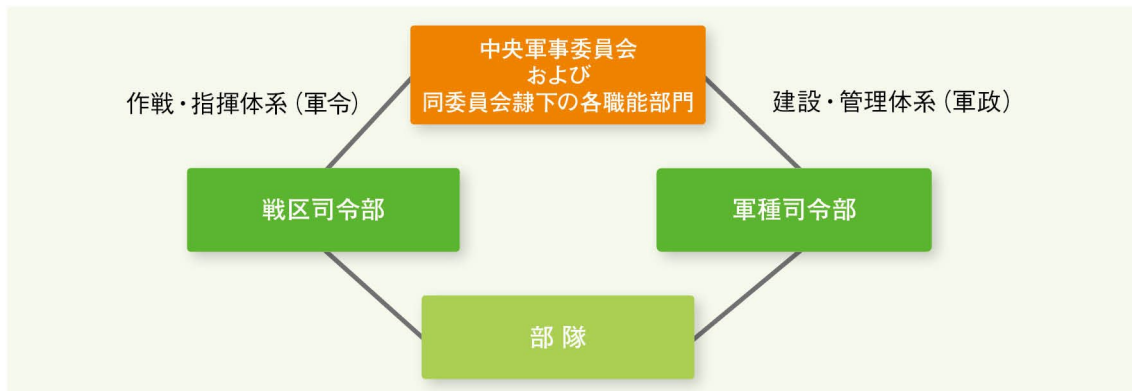 中央軍事委員会
および
同委員会隷下の各職能部門
作戦・指揮体系（軍令）
建設・管理体系（軍政）
戦区司令部
軍種司令部
部隊